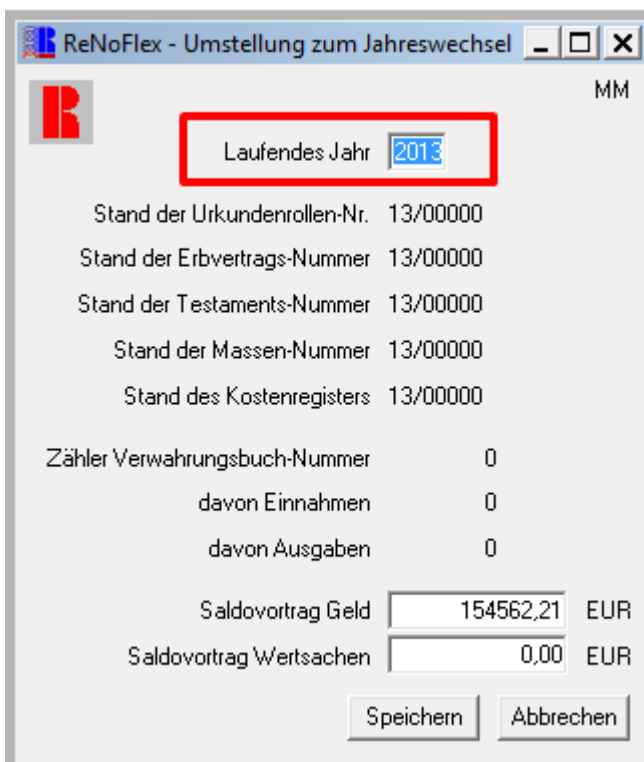 ReNoFlex - Umstellung zum Jahreswechsel
MM
Laufendes Jahr 2013
Stand der Urkundenrollen-Nr. 13/00000
Stand der Erbvertrags-Nummer 13/00000
Stand der Testaments-Nummer 13/00000
Stand der Massen-Nummer 13/00000
Stand des Kostenregisters 13/00000
Zähler Verwahrungsbuch-Nummer 0
davon Einnahmen 0
davon Ausgaben 0
Saldovortrag Geld 154562,21 EUR
Saldovortrag Wertsachen 0,00 EUR
Speichern Abbrechen